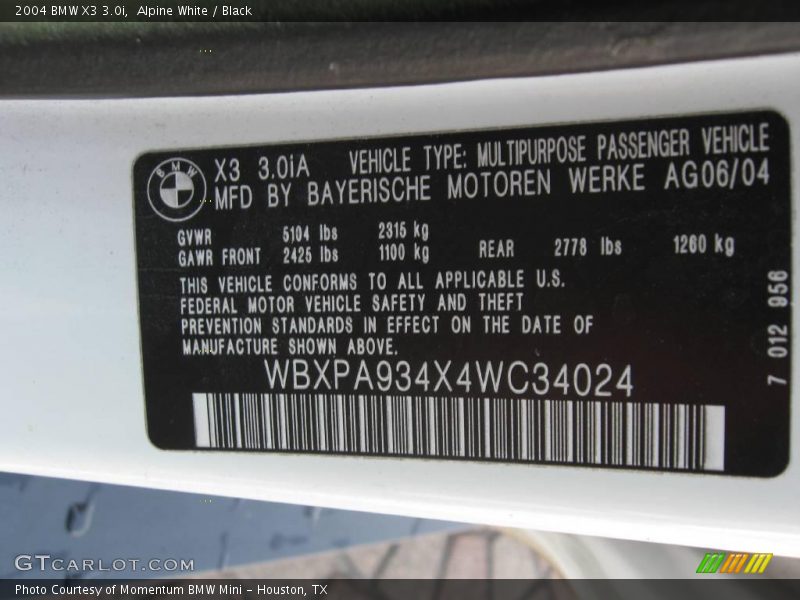 2004 BMW X3 3.0i,  Alpine White / Black
BMW
X3  3.0iA    VEHICLE TYPE: MULTIPURPOSE PASSENGER VEHICLE
MFD BY BAYERISCHE MOTOREN WERKE AG06/04
GVWR    5104 lbs    2315 kg
GAWR FRONT  2425 lbs    1100 kg    REAR    2778 lbs    1260 kg
THIS VEHICLE CONFORMS TO ALL APPLICABLE U.S.
FEDERAL MOTOR VEHICLE SAFETY AND THEFT
PREVENTION STANDARDS IN EFFECT ON THE DATE OF
MANUFACTURE SHOWN ABOVE.
WBXPA934X4WC34024
7 012 956
GTCARLOT.COM
Photo Courtesy of Momentum BMW Mini - Houston, TX